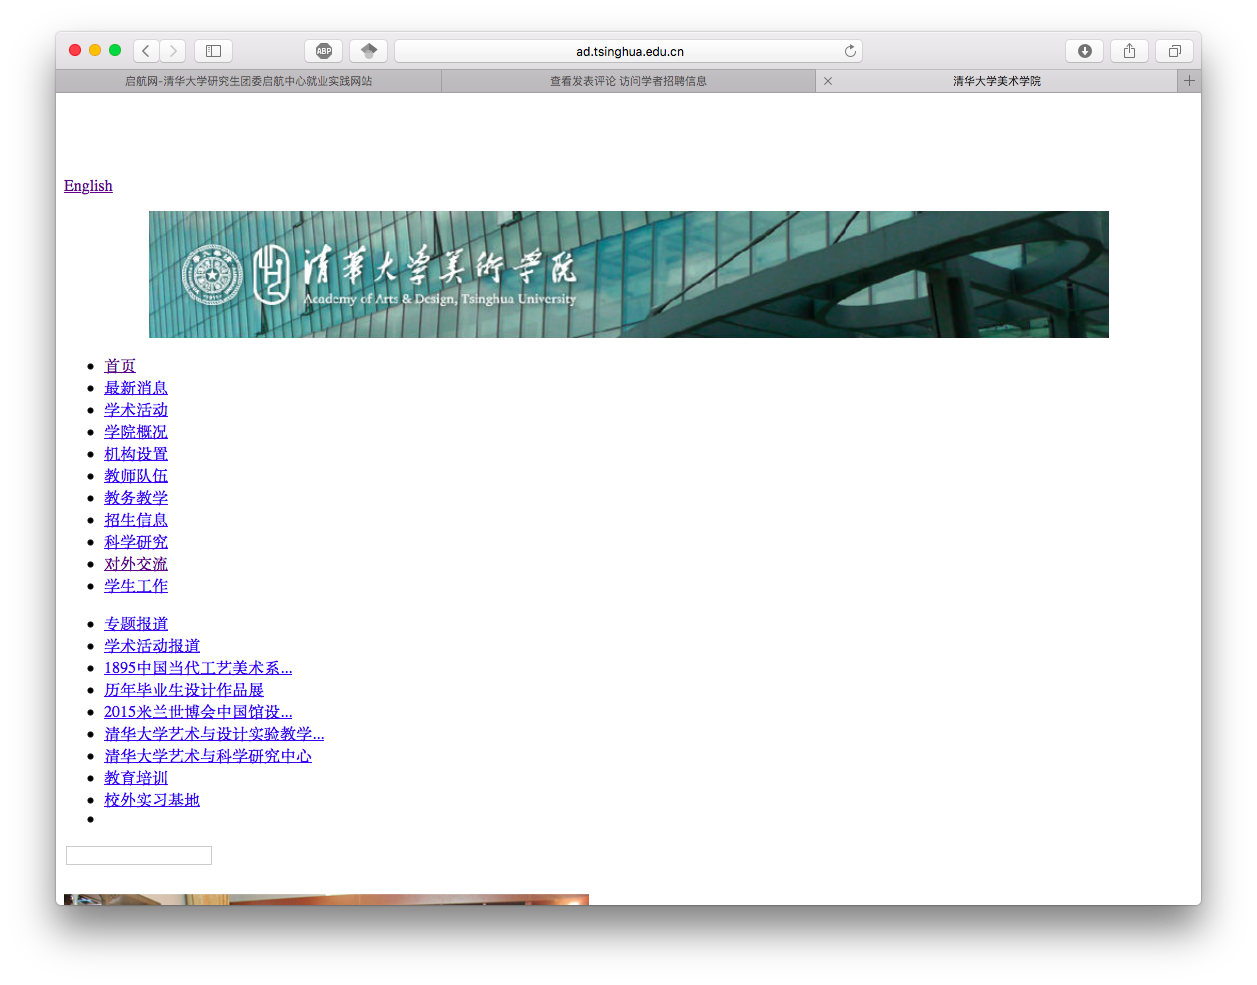 ABP
ad.tsinghua.edu.cn
启航网-清华大学研究生团委启航中心就业实践网站
查看发表评论 访问学者招聘信息
清华大学美术学院
English
清華大学美術学院
Academy of Arts & Design, Tsinghua University
首页
最新消息
学术活动
学院概况
机构设置
教师队伍
教务教学
招生信息
科学研究
对外交流
学生工作
专题报道
学术活动报道
1895中国当代工艺美术系...
历年毕业生设计作品展
2015米兰世博会中国馆设...
清华大学艺术与设计实验教学...
清华大学艺术与科学研究中心
教育培训
校外实习基地